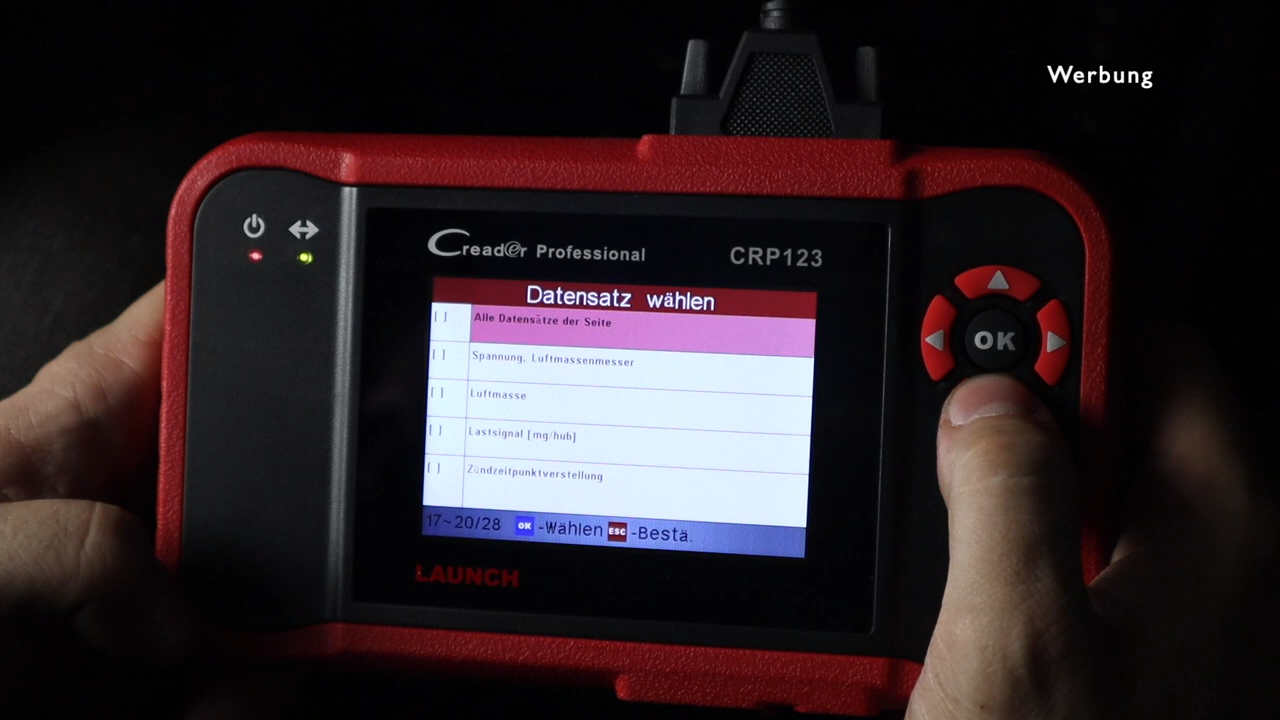 Werbung
Creader Professional CRP123
Datensatz wählen
[ ] Alle Datensätze der Seite
[ ] Spannung, Luftmassenmesser
[ ] Luftmasse
[ ] Lastsignal [mg/hub]
[ ] Zündzeitpunktverstellung
17~20/28 OK -Wählen ESC -Bestä.
LAUNCH
OK